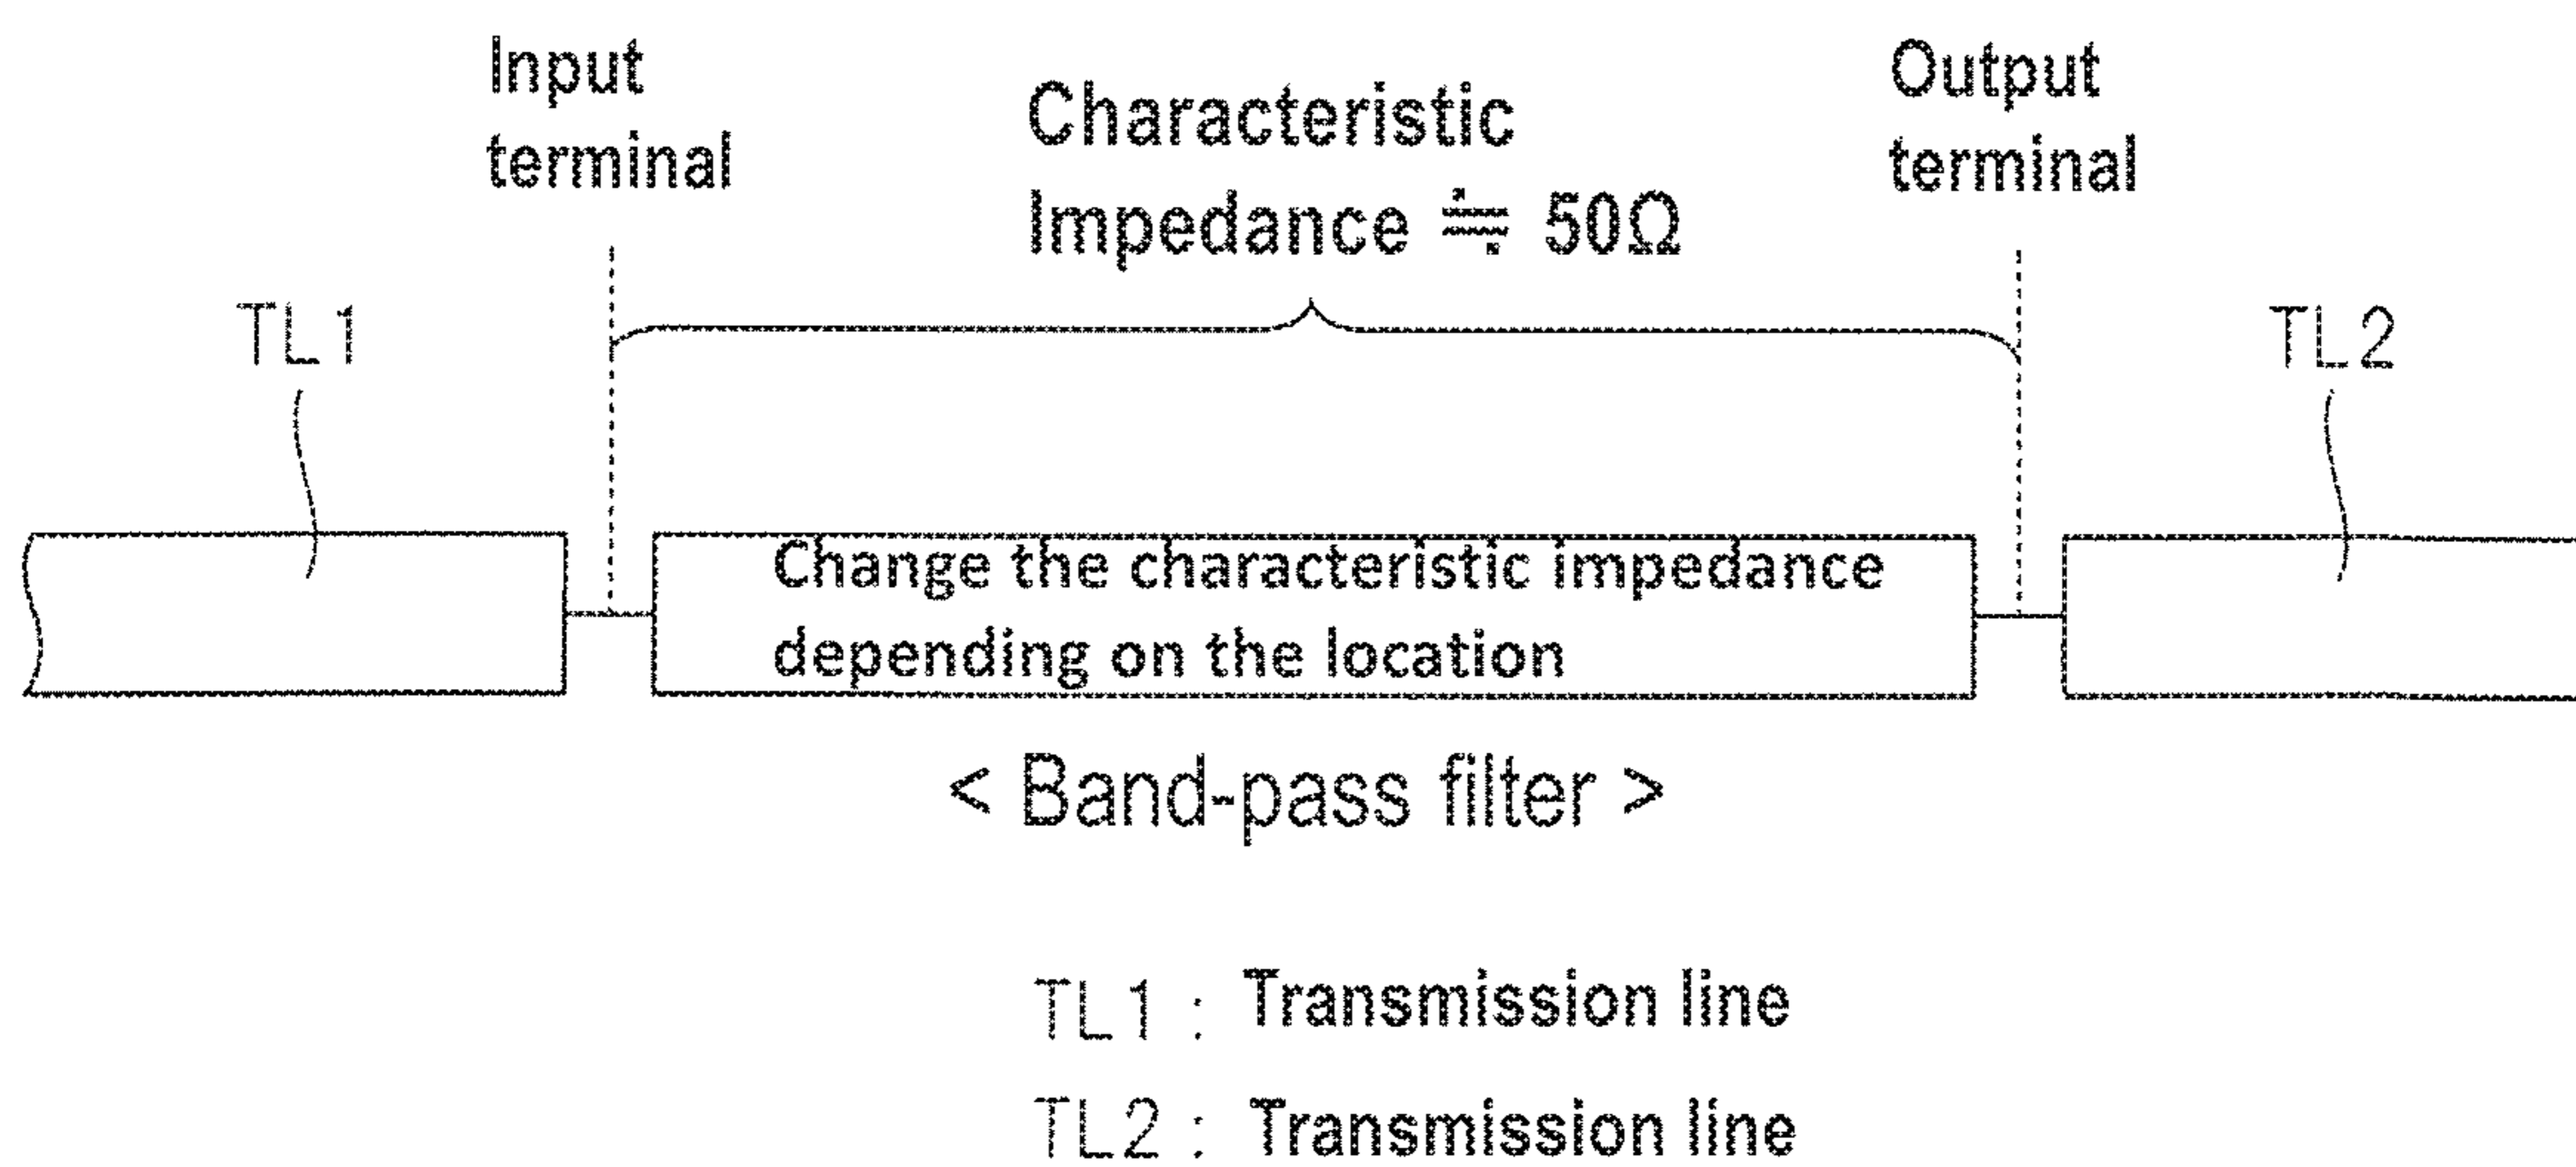 Input
terminal
Characteristic
Impedance ≒ 50Ω
Output
terminal
TL1
TL2
Change the characteristic impedance
depending on the location
< Band-pass filter >
TL1 : Transmission line
TL2 : Transmission line